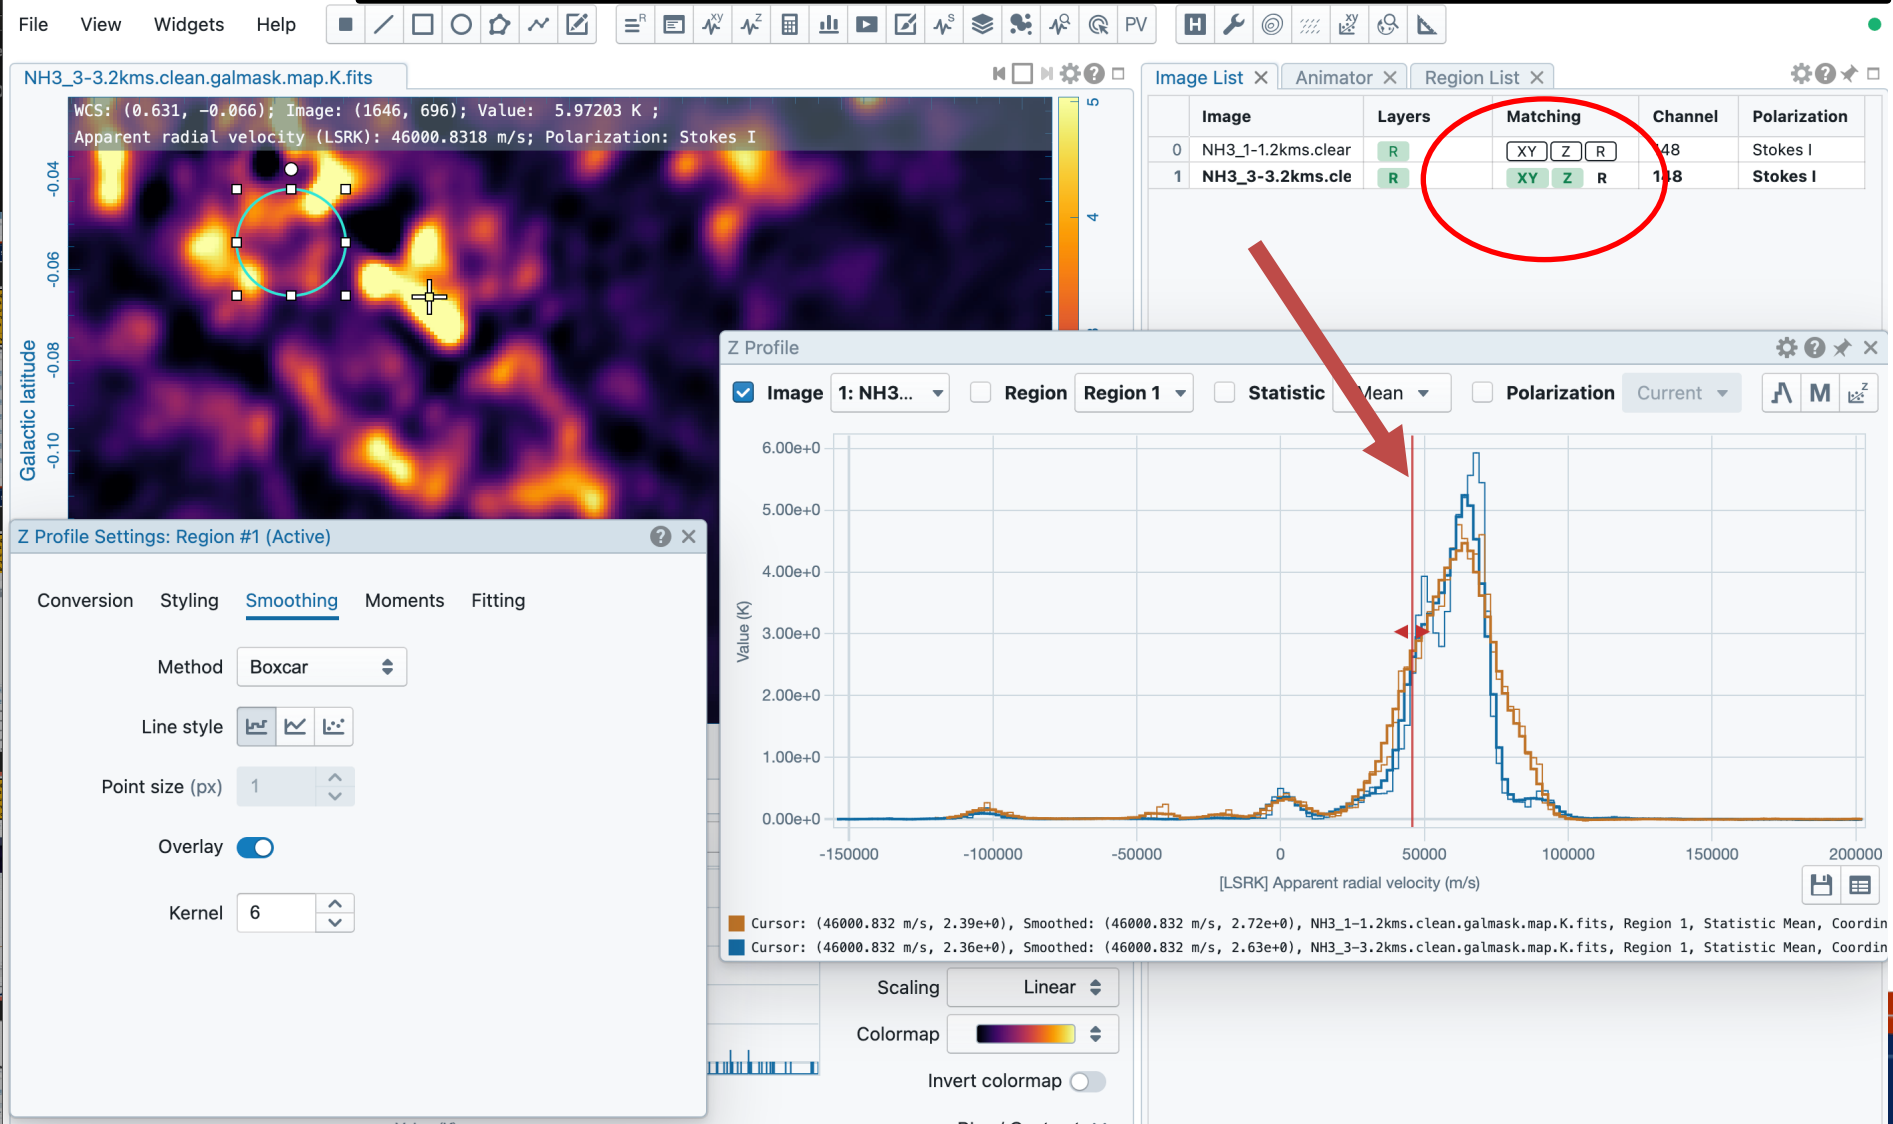 File View Widgets Help
R XY Z S PV H XY Z
NH3_3-3.2kms.clean.galmask.map.K.fits
Image List Animator Region List
WCS: (0.631, -0.066); Image: (1646, 696); Value: 5.97203 K ;
Apparent radial velocity (LSRK): 46000.8318 m/s; Polarization: Stokes I
Image Layers Matching Channel Polarization
0 NH3_1-1.2kms.clear R XY Z R 148 Stokes I
1 NH3_3-3.2kms.cle R XY Z R 148 Stokes I
5
4
-0.04
-0.06
-0.08
-0.10
Galactic latitude
Z Profile
Image 1: NH3... Region Region 1 Statistic Mean Polarization Current M Z
6.00e+0
5.00e+0
4.00e+0
3.00e+0
2.00e+0
1.00e+0
0.00e+0
Value (K)
-150000 -100000 -50000 0 50000 100000 150000 200000
[LSRK] Apparent radial velocity (m/s)
Cursor: (46000.832 m/s, 2.39e+0), Smoothed: (46000.832 m/s, 2.72e+0), NH3_1-1.2kms.clean.galmask.map.K.fits, Region 1, Statistic Mean, Coordin
Cursor: (46000.832 m/s, 2.36e+0), Smoothed: (46000.832 m/s, 2.63e+0), NH3_3-3.2kms.clean.galmask.map.K.fits, Region 1, Statistic Mean, Coordin
Z Profile Settings: Region #1 (Active)
Conversion Styling Smoothing Moments Fitting
Method Boxcar
Line style
Point size (px) 1
Overlay
Kernel 6
Scaling Linear
Colormap
Invert colormap